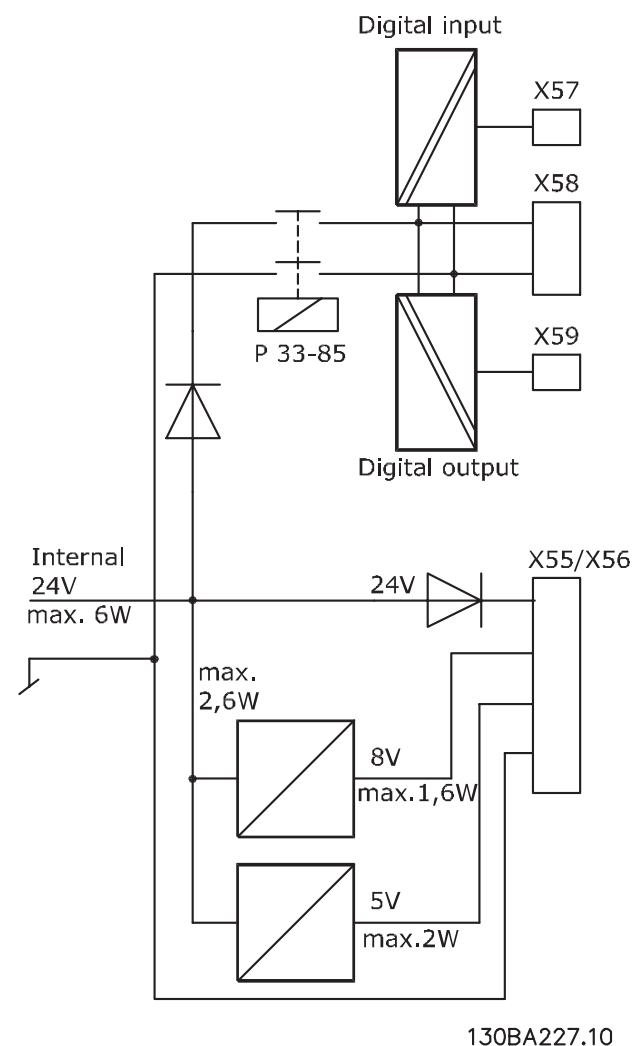 Digital input
X57
X58
P 33-85
X59
Digital output
Internal
24V
max. 6W
24V
X55/X56
max.
2,6W
8V
max.1,6W
5V
max.2W
130BA227.10